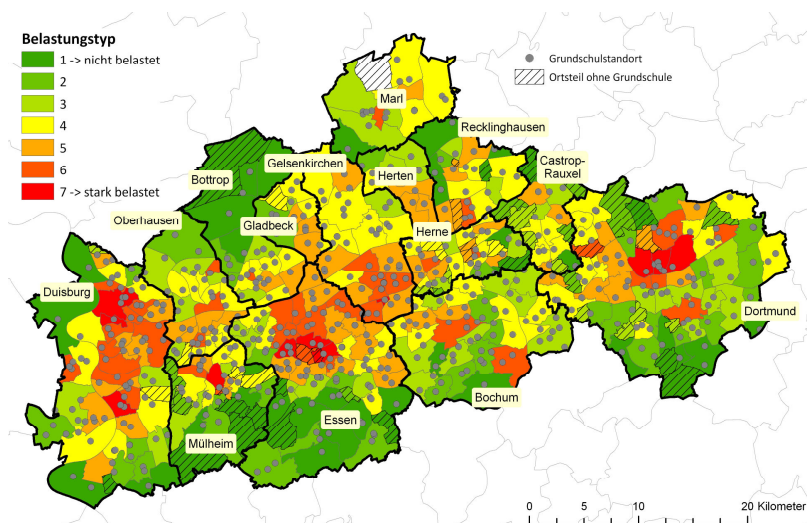 Belastungstyp
1 -> nicht belastet
2
3
4
5
6
7 -> stark belastet
Grundschulstandort
Ortsteil ohne Grundschule
Marl
Recklinghausen
Castrop-
Rauxel
Gelsenkirchen
Herten
Bottrop
Oberhausen
Gladbeck
Herne
Duisburg
Dortmund
Bochum
Essen
Mülheim
0 5 10 20 Kilometer